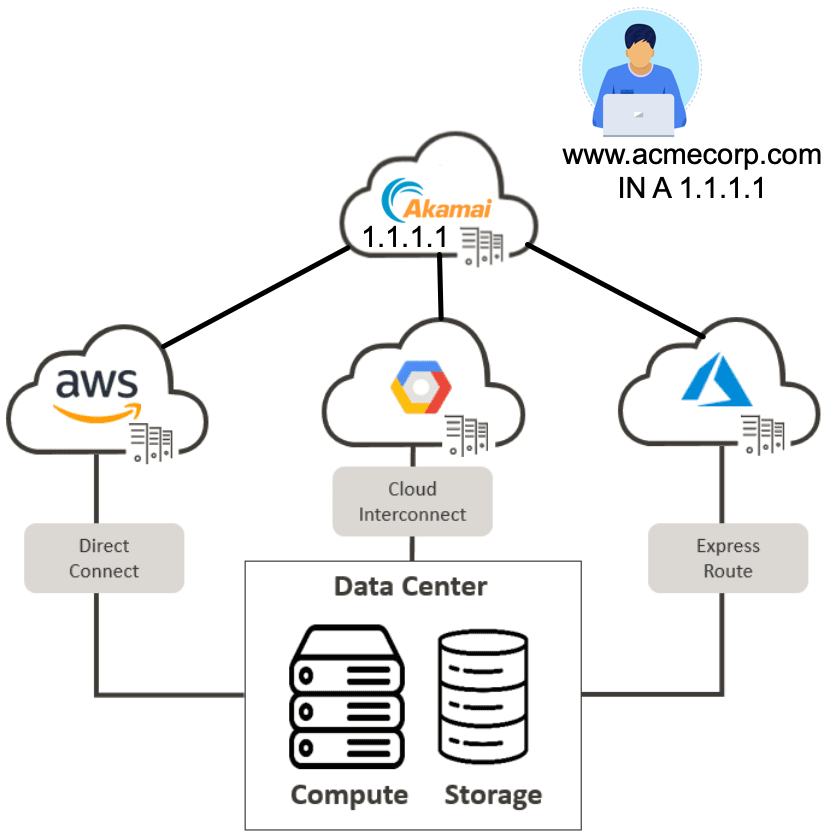 www.acmecorp.com
IN A 1.1.1.1
Akamai
1.1.1.1
aws
Cloud
Interconnect
Direct
Connect
Express
Route
Data Center
Compute
Storage